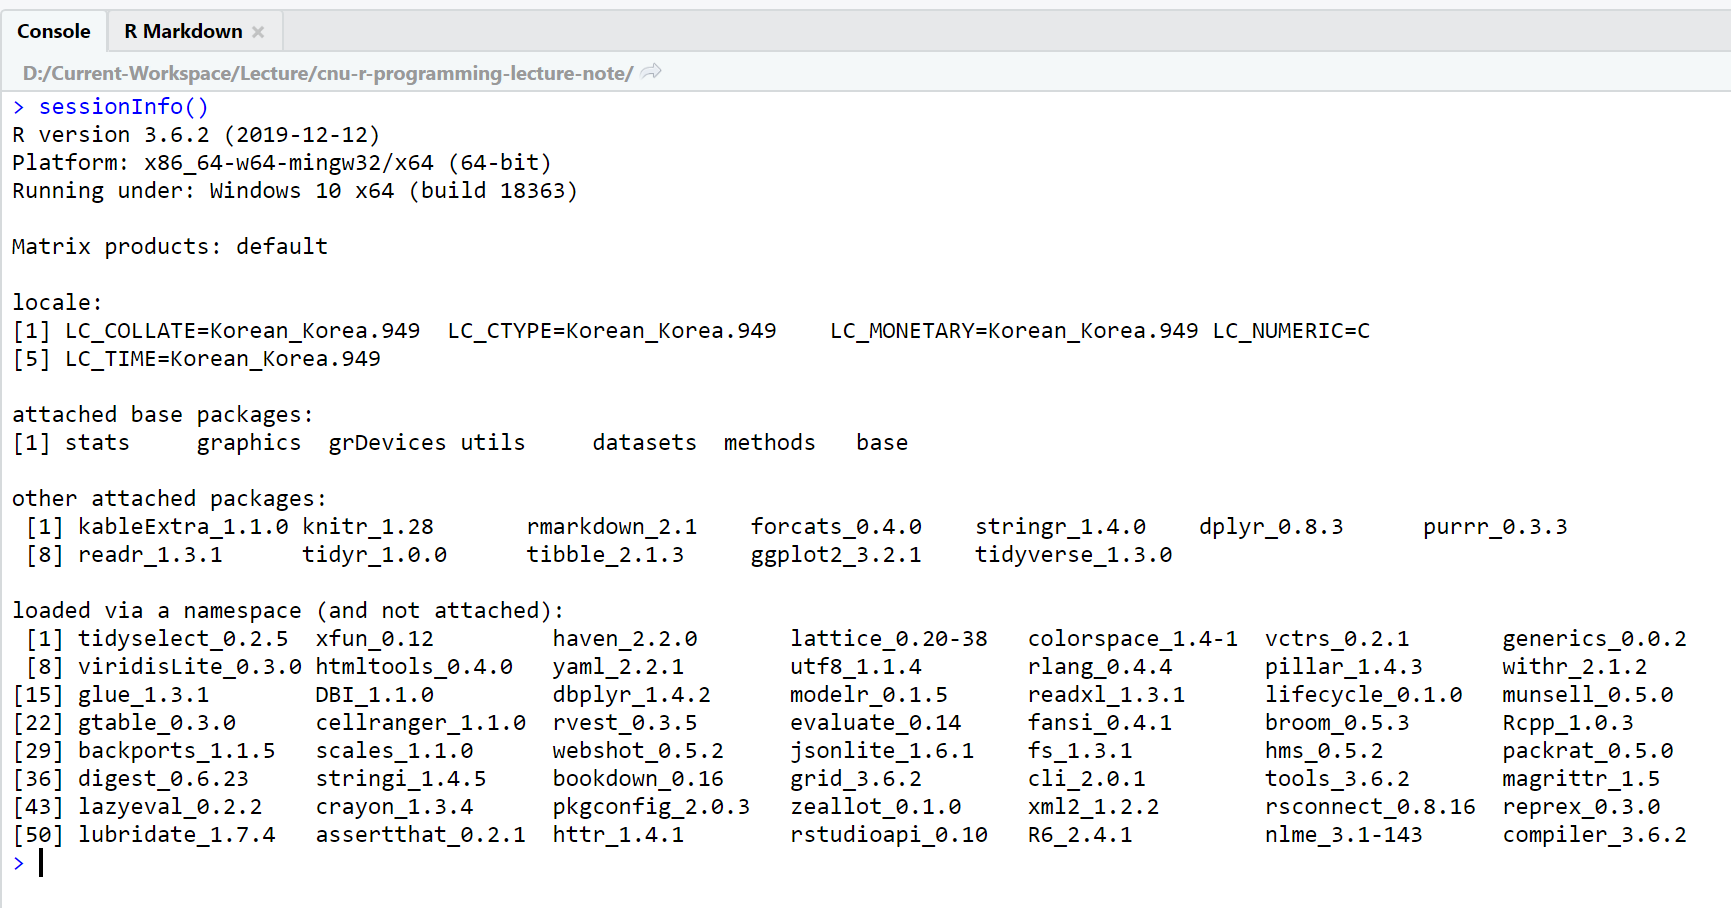 Console R Markdown
D:/Current-Workspace/Lecture/cnu-r-programming-lecture-note/
> sessionInfo()
R version 3.6.2 (2019-12-12)
Platform: x86_64-w64-mingw32/x64 (64-bit)
Running under: Windows 10 x64 (build 18363)
Matrix products: default
locale:
[1] LC_COLLATE=Korean_Korea.949  LC_CTYPE=Korean_Korea.949    LC_MONETARY=Korean_Korea.949 LC_NUMERIC=C
[5] LC_TIME=Korean_Korea.949
attached base packages:
[1] stats     graphics  grDevices utils     datasets  methods   base
other attached packages:
[1] kableExtra_1.1.0 knitr_1.28       rmarkdown_2.1    forcats_0.4.0    stringr_1.4.0    dplyr_0.8.3      purrr_0.3.3
[8] readr_1.3.1      tidyr_1.0.0      tibble_2.1.3     ggplot2_3.2.1    tidyverse_1.3.0
loaded via a namespace (and not attached):
[1] tidyselect_0.2.5  xfun_0.12         haven_2.2.0       lattice_0.20-38   colorspace_1.4-1  vctrs_0.2.1       generics_0.0.2
[8] viridisLite_0.3.0 htmltools_0.4.0   yaml_2.2.1        utf8_1.1.4        rlang_0.4.4       pillar_1.4.3      withr_2.1.2
[15] glue_1.3.1        DBI_1.1.0         dbplyr_1.4.2      modelr_0.1.5      readxl_1.3.1      lifecycle_0.1.0   munsell_0.5.0
[22] gtable_0.3.0      cellranger_1.1.0  rvest_0.3.5       evaluate_0.14     fansi_0.4.1       broom_0.5.3       Rcpp_1.0.3
[29] backports_1.1.5   scales_1.1.0      webshot_0.5.2     jsonlite_1.6.1    fs_1.3.1          hms_0.5.2         packrat_0.5.0
[36] digest_0.6.23     stringi_1.4.5     bookdown_0.16     grid_3.6.2        cli_2.0.1         tools_3.6.2       magrittr_1.5
[43] lazyeval_0.2.2    crayon_1.3.4      pkgconfig_2.0.3   zeallot_0.1.0     xml2_1.2.2        rsconnect_0.8.16  reprex_0.3.0
[50] lubridate_1.7.4   assertthat_0.2.1  httr_1.4.1        rstudioapi_0.10   R6_2.4.1          nlme_3.1-143      compiler_3.6.2
>